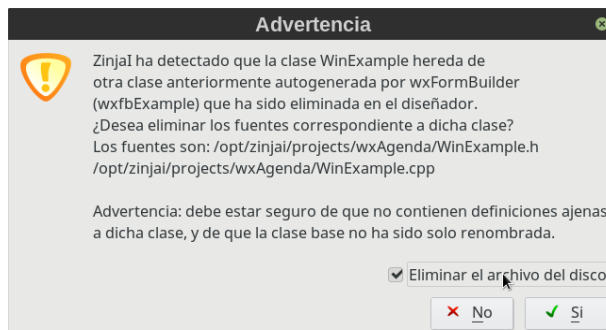 Advertencia
ZinjaI ha detectado que la clase WinExample hereda de
otra clase anteriormente autogenerada por wxFormBuilder
(wxfbExample) que ha sido eliminada en el diseñador.
¿Desea eliminar los fuentes correspondiente a dicha clase?
Los fuentes son: /opt/zinjai/projects/wxAgenda/WinExample.h
/opt/zinjai/projects/wxAgenda/WinExample.cpp
Advertencia: debe estar seguro de que no contienen definiciones ajenas
a dicha clase, y de que la clase base no ha sido solo renombrada.
Eliminar el archivo del disco
No Si